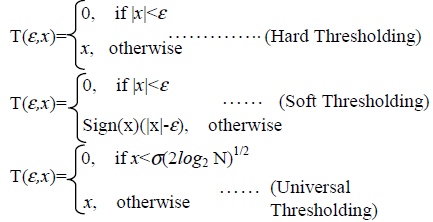 0, if |x|<ε
T(ε,x)= ............. (Hard Thresholding)
x, otherwise
0, if |x|<ε
T(ε,x)= ...... (Soft Thresholding)
Sign(x)(|x|-ε), otherwise
0, if x<σ(2log₂ N)^1/2
T(ε,x)=
x, otherwise ...... (Universal
Thresholding)